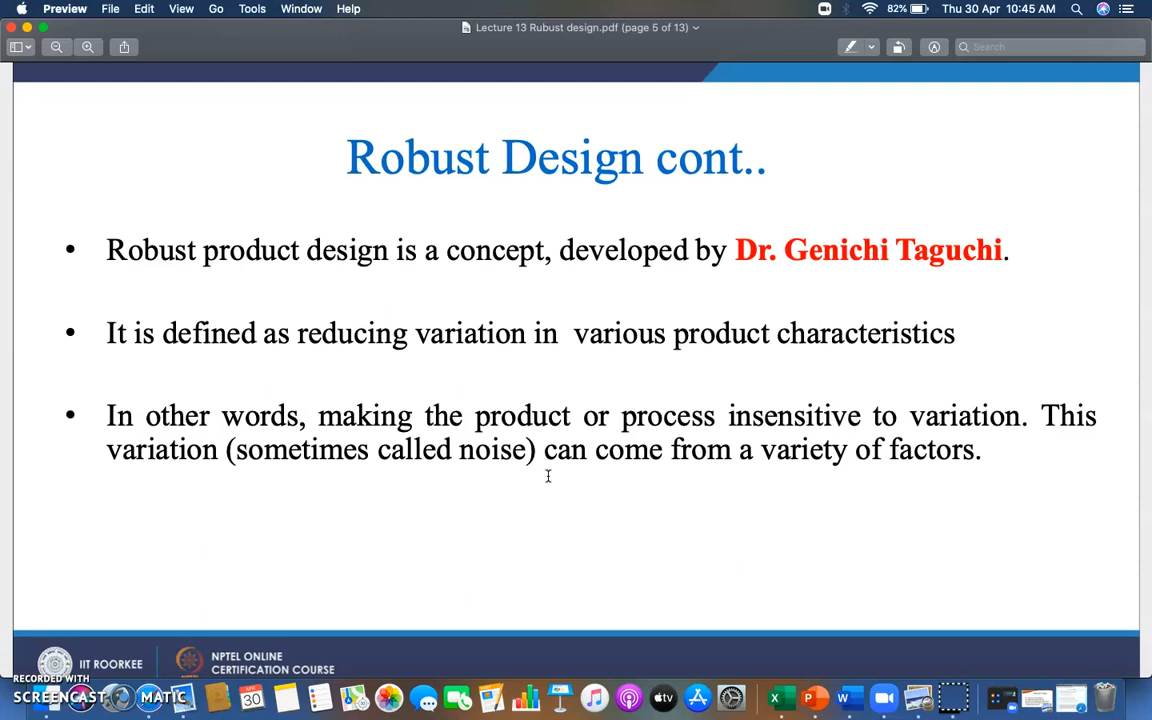 Preview File Edit View Go Tools Window Help 82% Thu 30 Apr 10:45 AM
Lecture 13 Rubust design.pdf (page 5 of 13)
Search
Robust Design cont..
• Robust product design is a concept, developed by Dr. Genichi Taguchi.
• It is defined as reducing variation in various product characteristics
• In other words, making the product or process insensitive to variation. This
variation (sometimes called noise) can come from a variety of factors.
IIT ROORKEE
NPTEL ONLINE
CERTIFICATION COURSE
RECORDED WITH
SCREENCAST MATIC
APR
30
tv
X
P
W